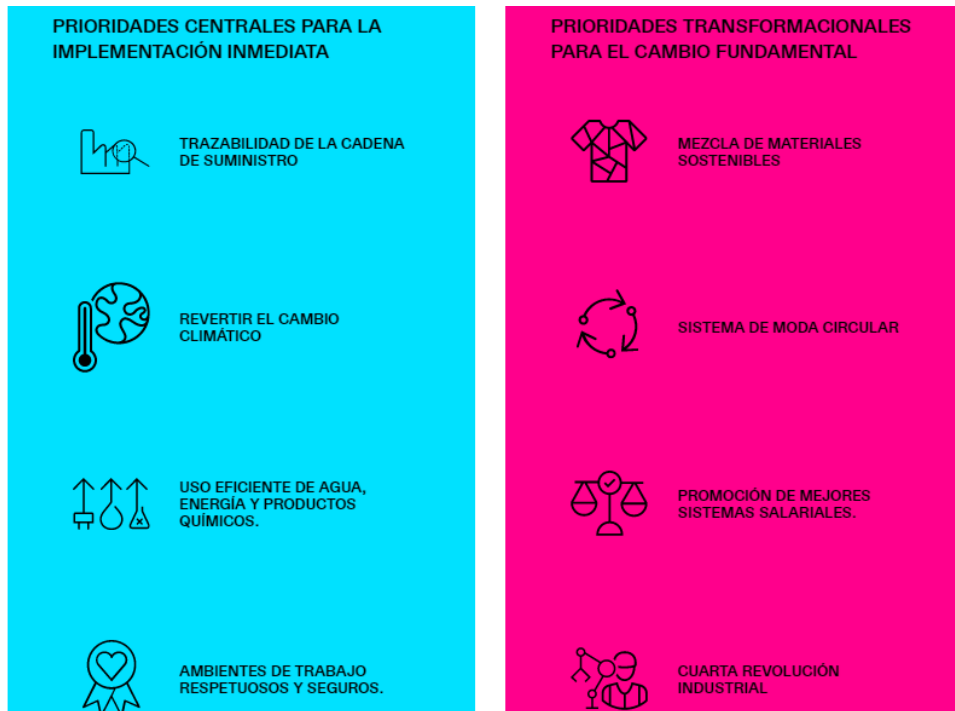 PRIORIDADES CENTRALES PARA LA
IMPLEMENTACIÓN INMEDIATA
TRAZABILIDAD DE LA CADENA
DE SUMINISTRO
REVERTIR EL CAMBIO
CLIMÁTICO
USO EFICIENTE DE AGUA,
ENERGÍA Y PRODUCTOS
QUÍMICOS.
AMBIENTES DE TRABAJO
RESPETUOSOS Y SEGUROS.
PRIORIDADES TRANSFORMACIONALES
PARA EL CAMBIO FUNDAMENTAL
MEZCLA DE MATERIALES
SOSTENIBLES
SISTEMA DE MODA CIRCULAR
PROMOCIÓN DE MEJORES
SISTEMAS SALARIALES.
CUARTA REVOLUCIÓN
INDUSTRIAL